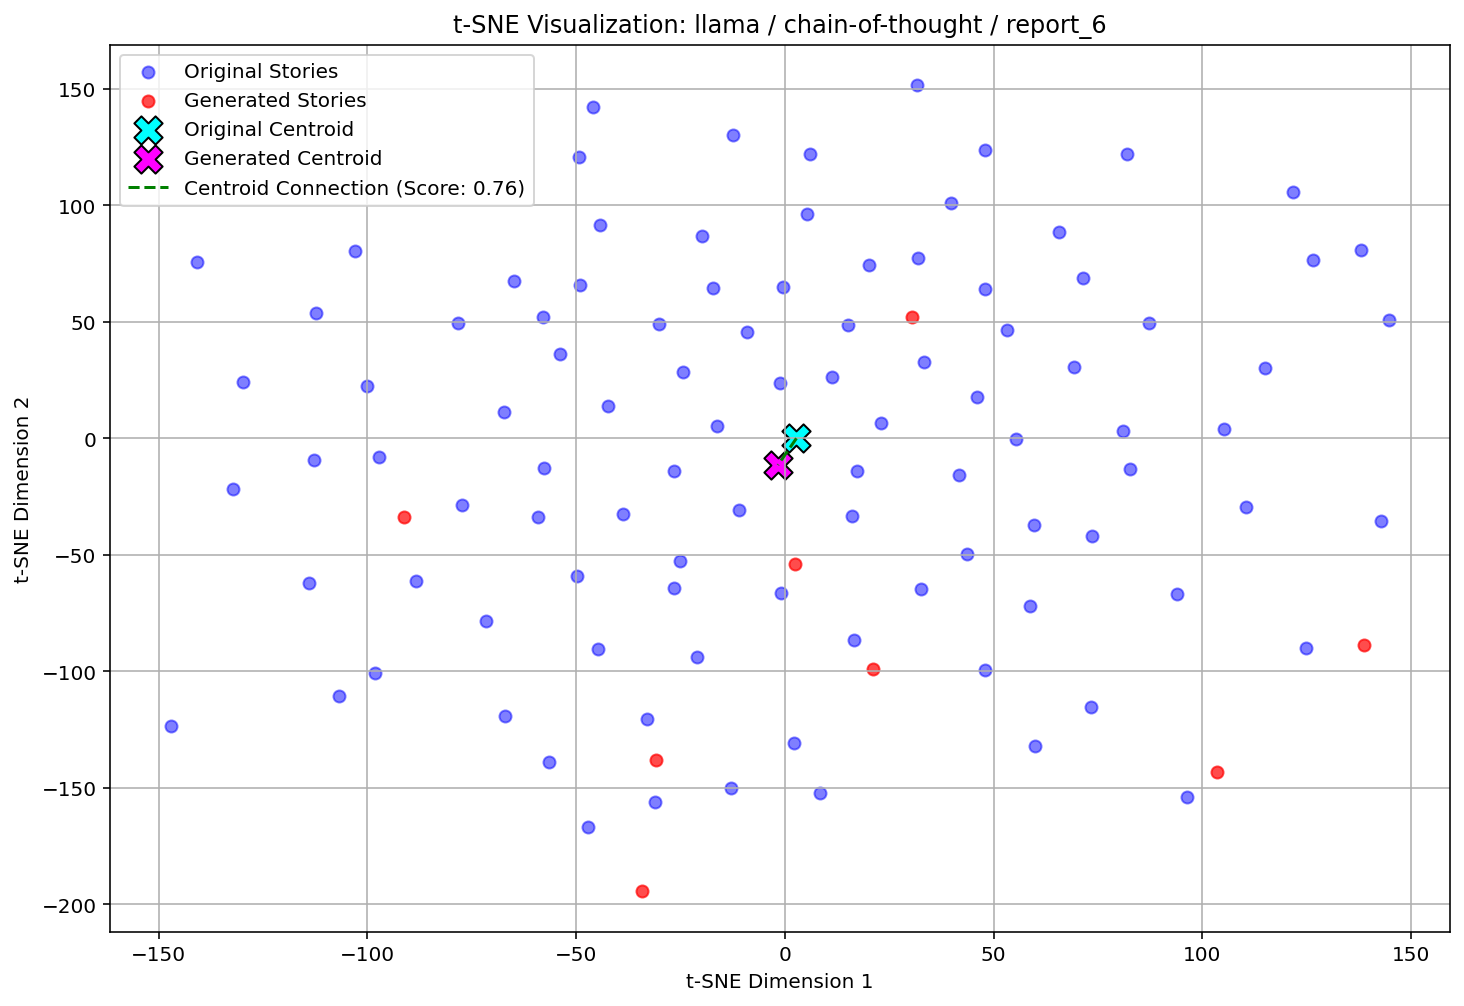 t-SNE Visualization: llama / chain-of-thought / report_6
Original Stories
Generated Stories
Original Centroid
Generated Centroid
Centroid Connection (Score: 0.76)
150
100
50
0
−50
−100
−150
−200
t-SNE Dimension 2
−150
−100
−50
0
50
100
150
t-SNE Dimension 1